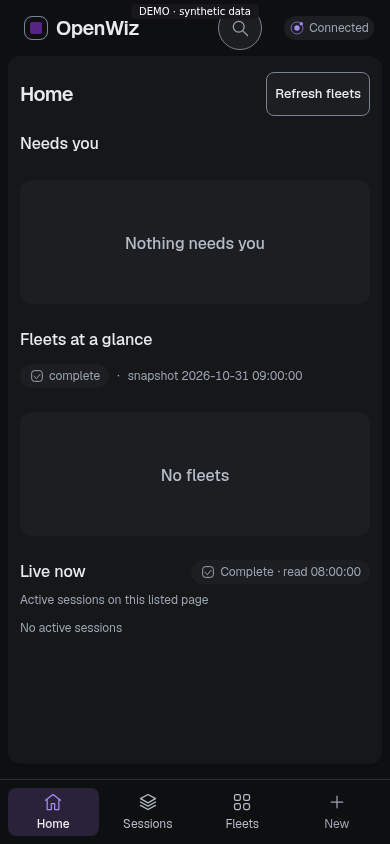 DEMO · synthetic data
OpenWiz
Connected
Home
Refresh fleets
Needs you
Nothing needs you
Fleets at a glance
complete · snapshot 2026-10-31 09:00:00
No fleets
Live now
Complete · read 08:00:00
Active sessions on this listed page
No active sessions
Home
Sessions
Fleets
New